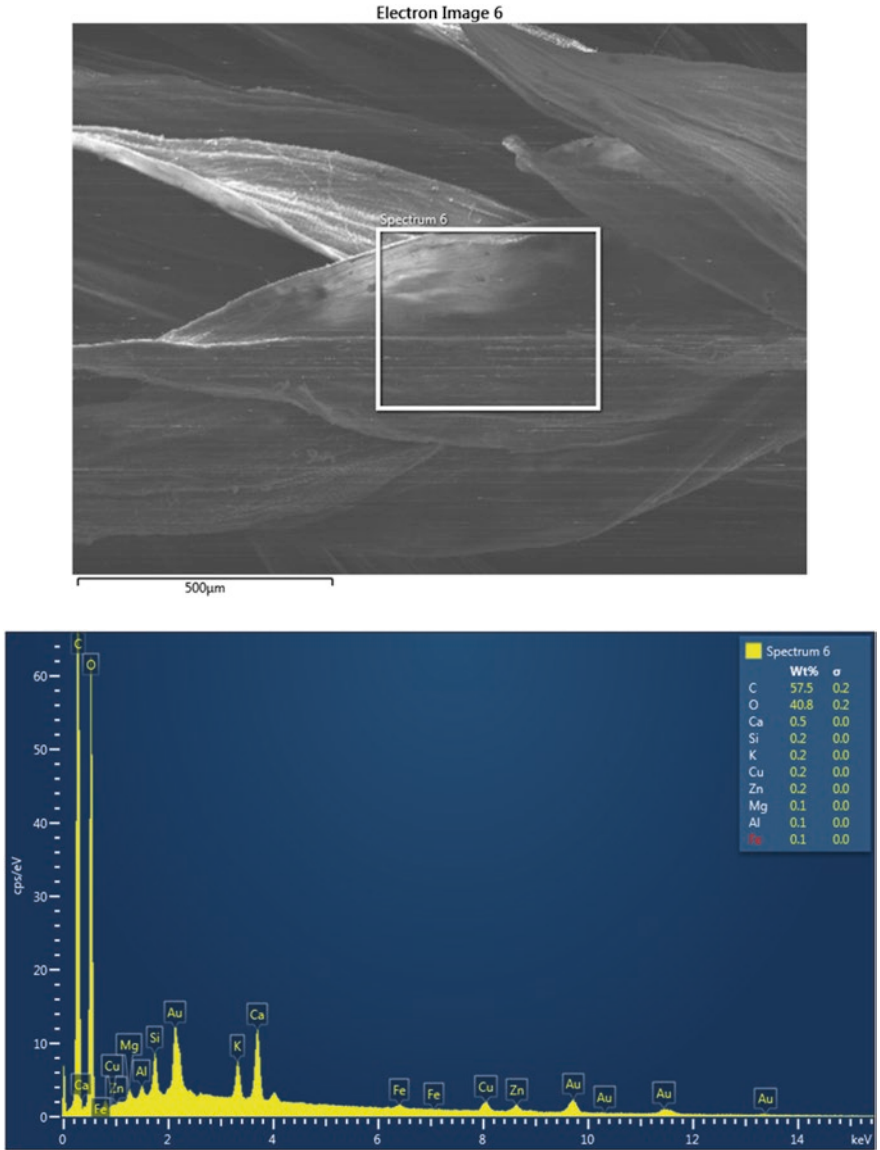 Electron Image 6
Spectrum 6
500µm
Spectrum 6
Wt% σ
C 57.5 0.2
O 40.8 0.2
Ca 0.5 0.0
Si 0.2 0.0
K 0.2 0.0
Cu 0.2 0.0
Zn 0.2 0.0
Mg 0.1 0.0
Al 0.1 0.0
Fe 0.1 0.0
cps/eV
60
50
40
30
20
10
0
C
O
Ca
Fe
Cu
Zn
Mg
Al
Si
Au
K
Ca
Fe
Fe
Cu
Zn
Au
Au
Au
Au
0 2 4 6 8 10 12 14 keV